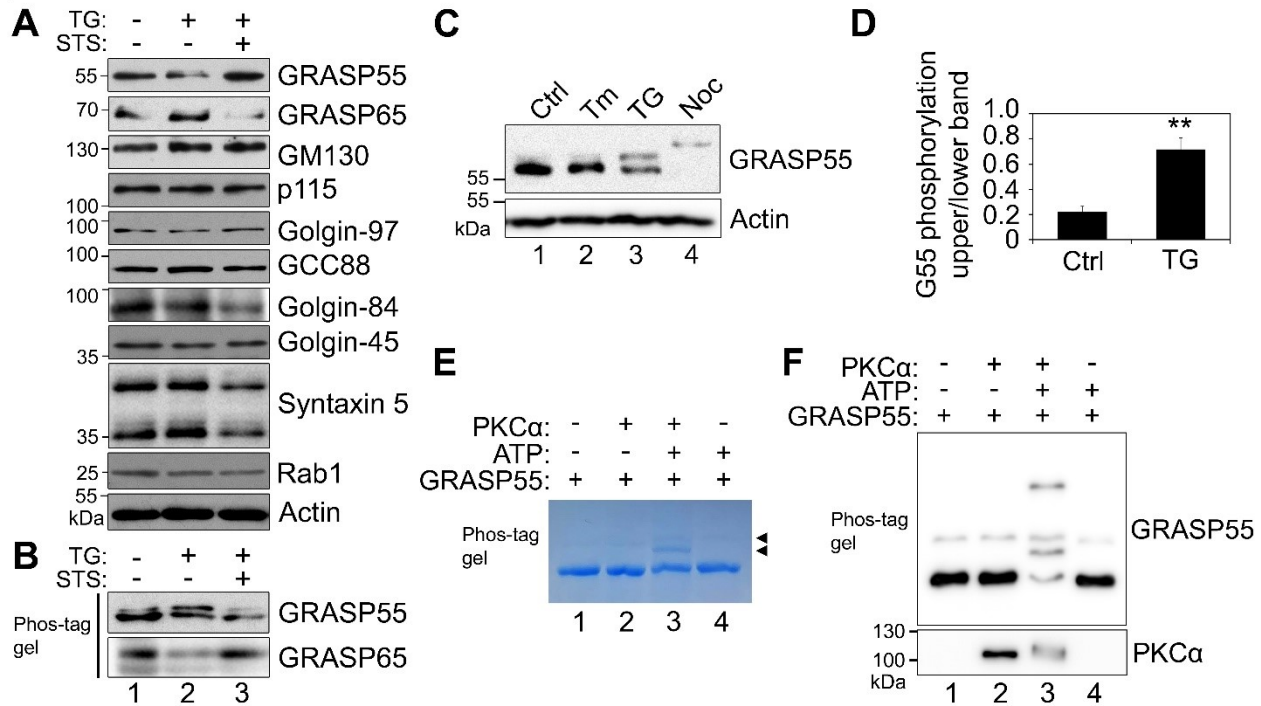 A
TG: - + +
STS: - - +
55 GRASP55
70 GRASP65
130 GM130
p115
100
100 Golgin-97
100 GCC88
100 Golgin-84
Golgin-45
35
Syntaxin 5
35
25 Rab1
55
kDa Actin
B
TG: - + +
STS: - - +
Phos-tag
gel
GRASP55
GRASP65
1 2 3
C
Ctrl Tm TG Noc
GRASP55
55
55
Actin
kDa
1 2 3 4
D
G55 phosphorylation
upper/lower band
1.0
0.8
0.6
0.4
0.2
0
**
Ctrl TG
E
PKCα: - + + -
ATP: - - + +
GRASP55: + + + +
Phos-tag
gel
1 2 3 4
F
PKCα: - + + -
ATP: - - + +
GRASP55: + + + +
Phos-tag
gel
GRASP55
130
100
kDa
PKCα
1 2 3 4